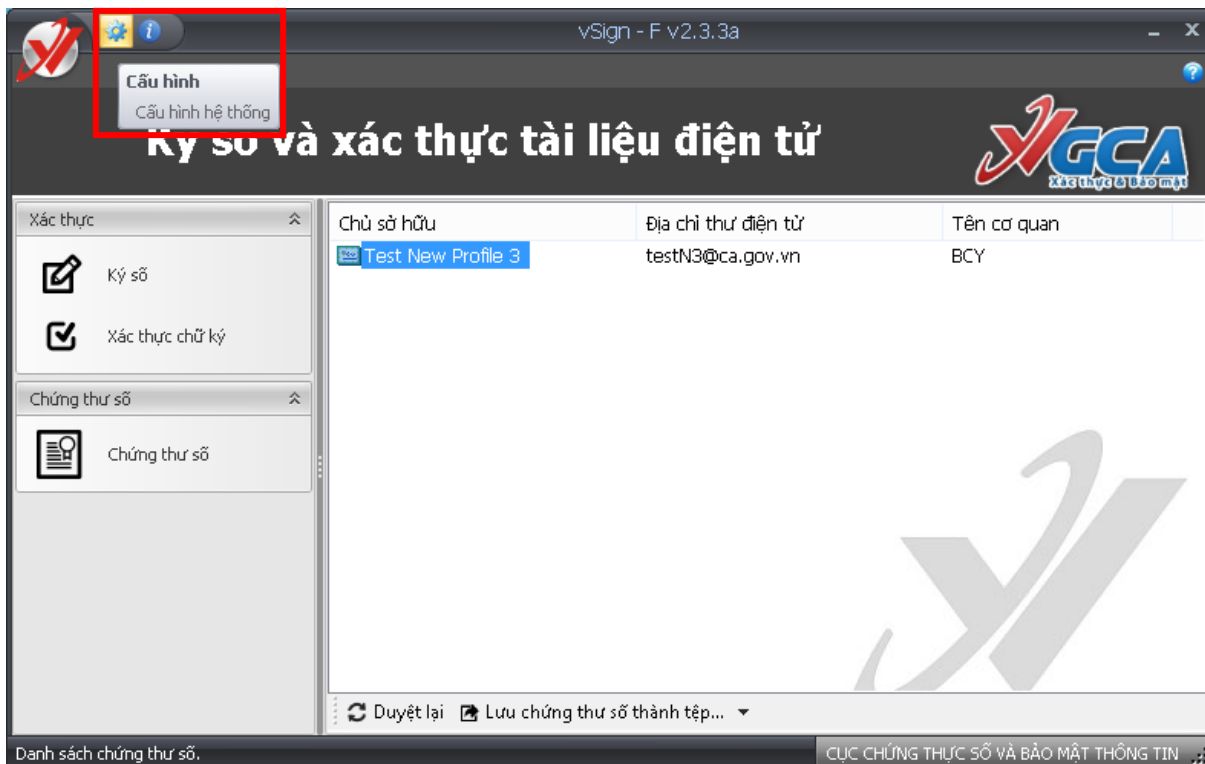 vSign - F v2.3.3a
Cấu hình
Cấu hình hệ thống
Ký số và xác thực tài liệu điện tử
GCA
Xác thực & Bảo mật
Xác thực
Ký số
Xác thực chữ ký
Chứng thư số
Chứng thư số
Chủ sở hữu Địa chỉ thư điện tử Tên cơ quan
Test New Profile 3 testN3@ca.gov.vn BCY
Duyệt lại Lưu chứng thư số thành tệp...
Danh sách chứng thư số. CỤC CHỨNG THỰC SỐ VÀ BẢO MẬT THÔNG TIN